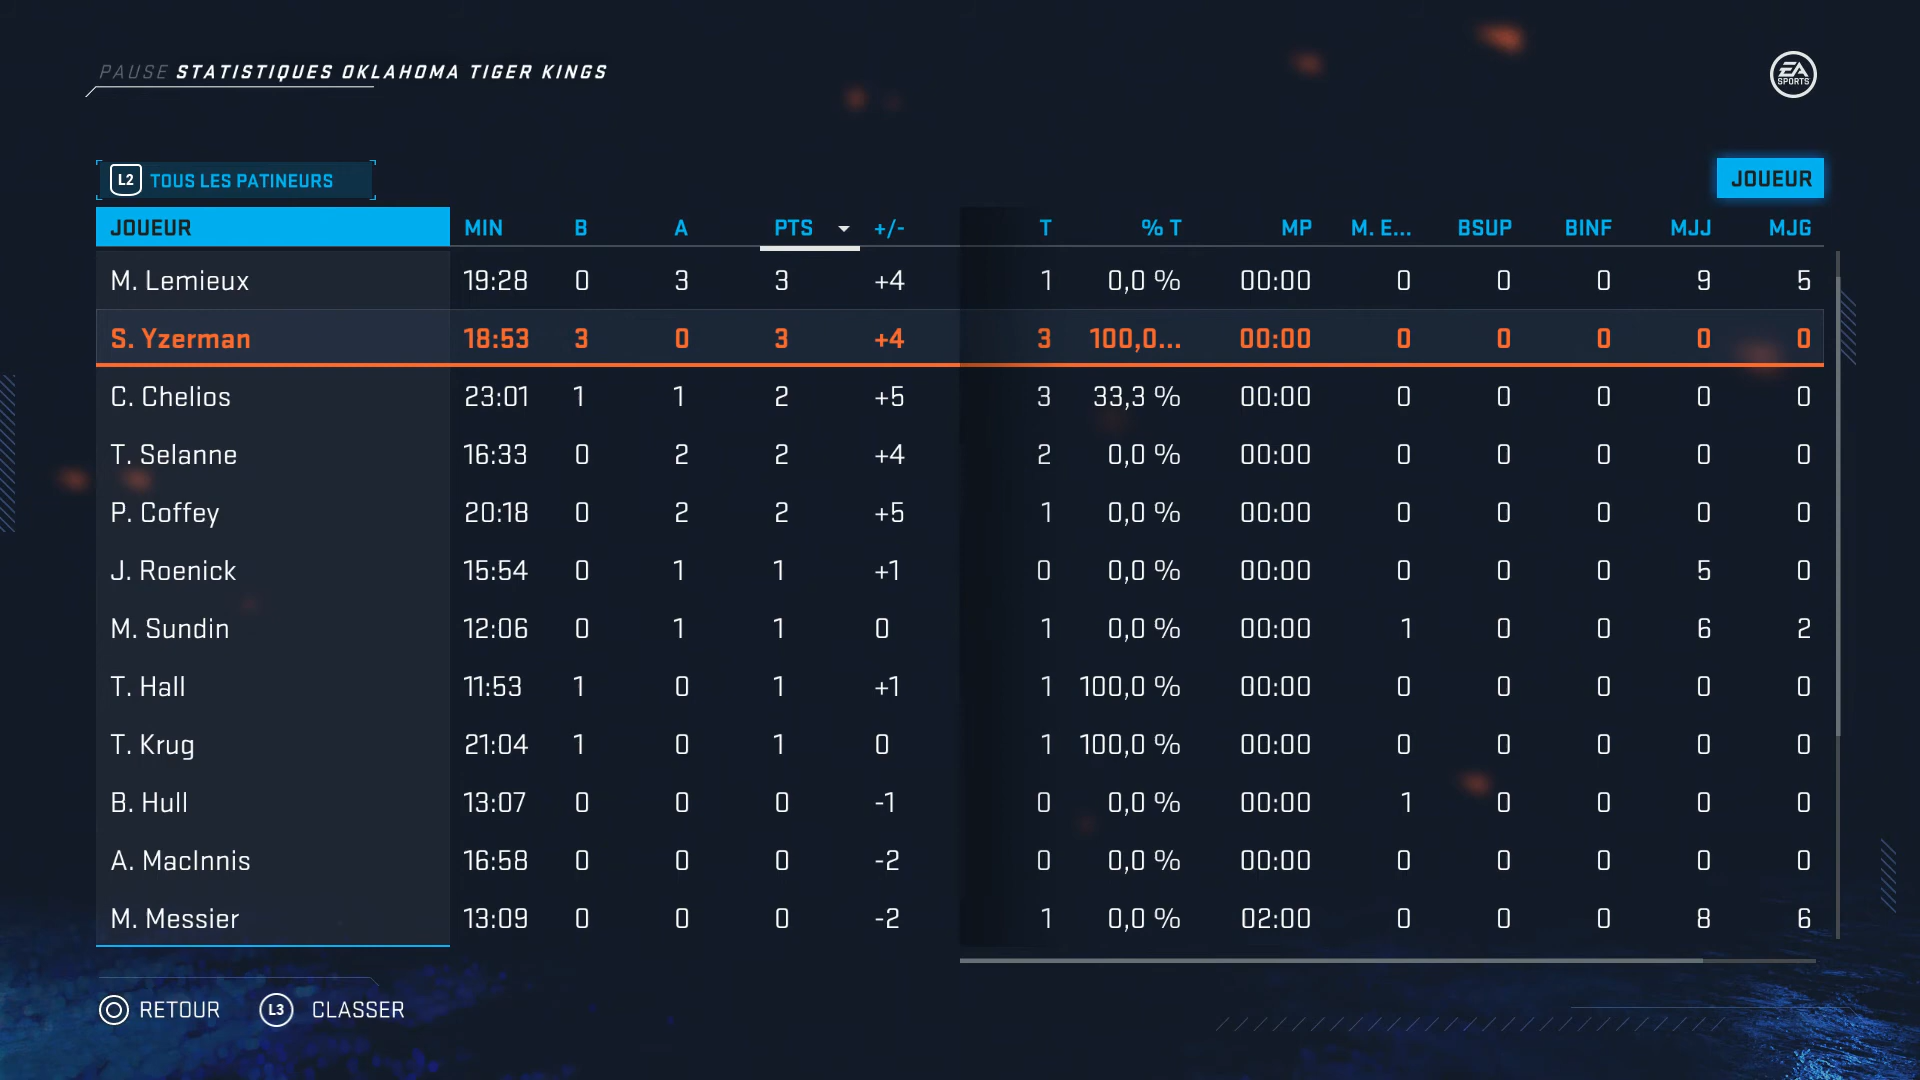 PAUSE STATISTIQUES OKLAHOMA TIGER KINGS
EA SPORTS
L2 TOUS LES PATINEURS
JOUEUR
JOUEUR MIN B A PTS +/- T % T MP M. E... BSUP BINF MJJ MJG
M. Lemieux 19:28 0 3 3 +4 1 0,0 % 00:00 0 0 0 9 5
S. Yzerman 18:53 3 0 3 +4 3 100,0... 00:00 0 0 0 0 0
C. Chelios 23:01 1 1 2 +5 3 33,3 % 00:00 0 0 0 0 0
T. Selanne 16:33 0 2 2 +4 2 0,0 % 00:00 0 0 0 0 0
P. Coffey 20:18 0 2 2 +5 1 0,0 % 00:00 0 0 0 0 0
J. Roenick 15:54 0 1 1 +1 0 0,0 % 00:00 0 0 0 5 0
M. Sundin 12:06 0 1 1 0 1 0,0 % 00:00 1 0 0 6 2
T. Hall 11:53 1 0 1 +1 1 100,0 % 00:00 0 0 0 0 0
T. Krug 21:04 1 0 1 0 1 100,0 % 00:00 0 0 0 0 0
B. Hull 13:07 0 0 0 -1 0 0,0 % 00:00 1 0 0 0 0
A. MacInnis 16:58 0 0 0 -2 0 0,0 % 00:00 0 0 0 0 0
M. Messier 13:09 0 0 0 -2 1 0,0 % 02:00 0 0 0 8 6
RETOUR L3 CLASSER